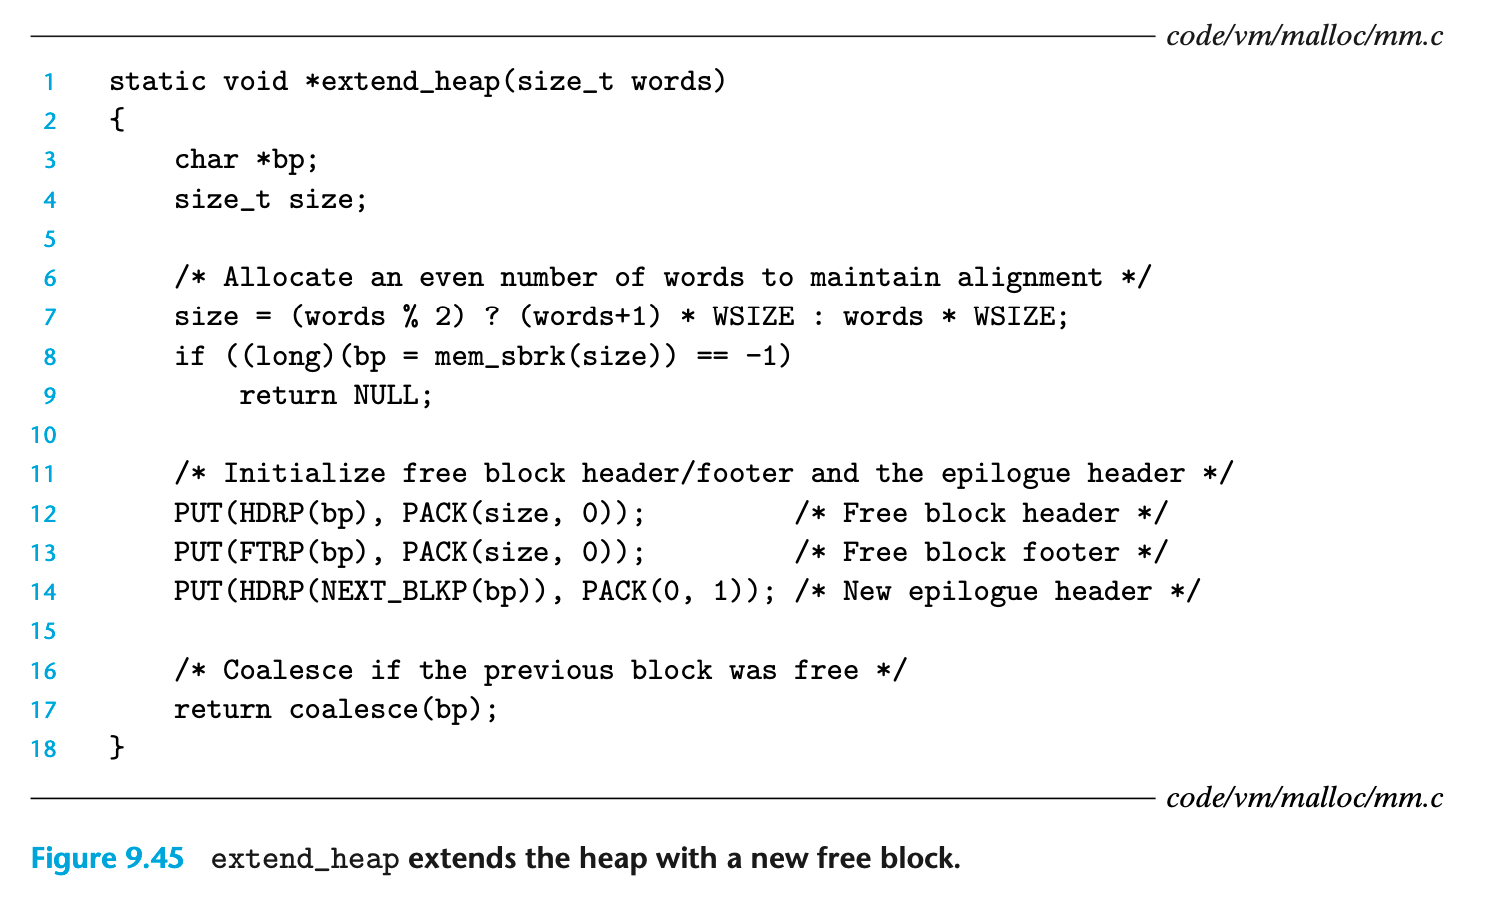 code/vm/malloc/mm.c
1 static void *extend_heap(size_t words)
2 {
3     char *bp;
4     size_t size;
5
6     /* Allocate an even number of words to maintain alignment */
7     size = (words % 2) ? (words+1) * WSIZE : words * WSIZE;
8     if ((long)(bp = mem_sbrk(size)) == -1)
9         return NULL;
10
11     /* Initialize free block header/footer and the epilogue header */
12     PUT(HDRP(bp), PACK(size, 0));         /* Free block header */
13     PUT(FTRP(bp), PACK(size, 0));         /* Free block footer */
14     PUT(HDRP(NEXT_BLKP(bp)), PACK(0, 1)); /* New epilogue header */
15
16     /* Coalesce if the previous block was free */
17     return coalesce(bp);
18 }
code/vm/malloc/mm.c
Figure 9.45 extend_heap extends the heap with a new free block.